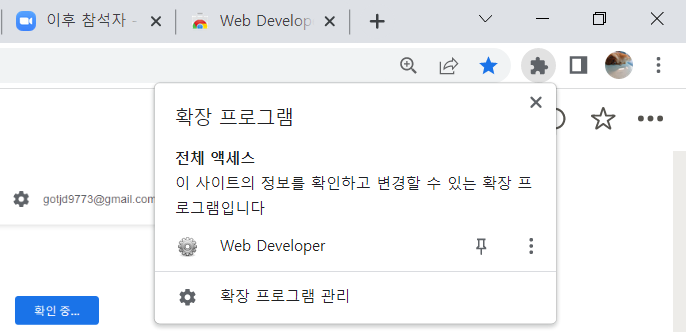 이후 참석자 -
Web Develop
확장 프로그램
전체 액세스
이 사이트의 정보를 확인하고 변경할 수 있는 확장 프
로그램입니다
gotjd9773@gmail.com
Web Developer
확장 프로그램 관리
확인 중...